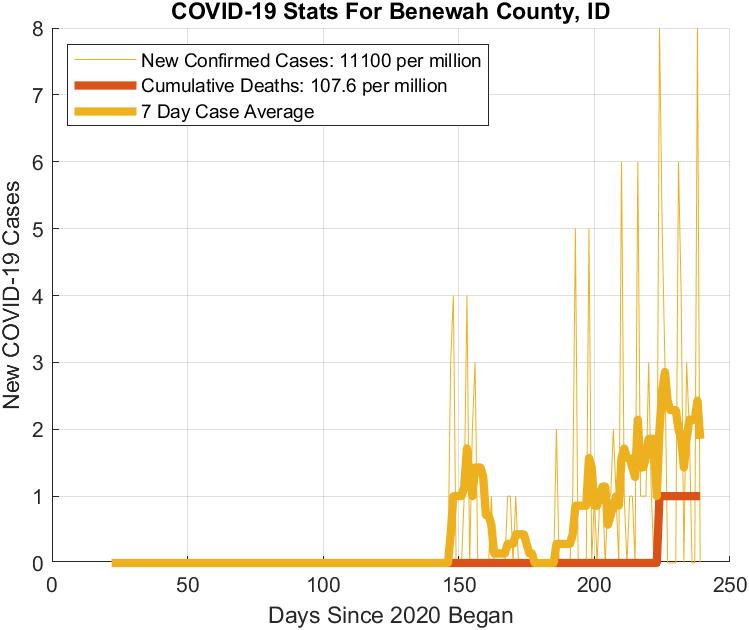 COVID-19 Stats For Benewah County, ID
New Confirmed Cases: 11100 per million
Cumulative Deaths: 107.6 per million
7 Day Case Average
New COVID-19 Cases
8
7
6
5
4
3
2
1
0
0 50 100 150 200 250
Days Since 2020 Began